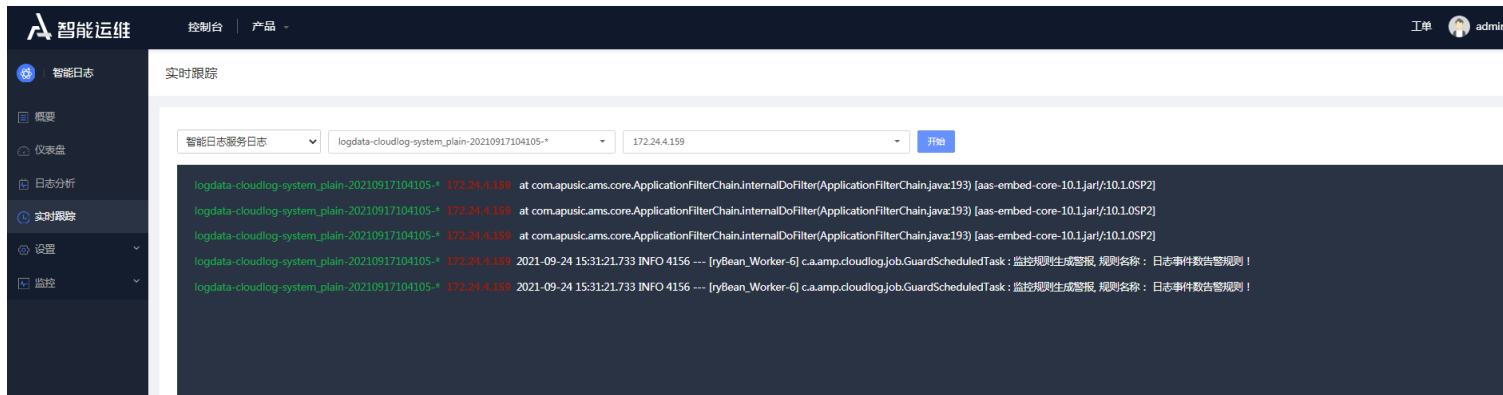 智能运维 控制台 产品 工单 admin
智能日志 实时跟踪
概要
仪表盘
日志分析
实时跟踪
设置
监控
智能日志服务日志 logdata-cloudlog-system_plain-20210917104105-* 172.24.4.159 开始
logdata-cloudlog-system_plain-20210917104105-* 172.24.4.159 at com.apusic.ams.core.ApplicationFilterChain.internalDoFilter(ApplicationFilterChain.java:193) [aas-embed-core-10.1.jar!/:10.1.0SP2]
logdata-cloudlog-system_plain-20210917104105-* 172.24.4.159 at com.apusic.ams.core.ApplicationFilterChain.internalDoFilter(ApplicationFilterChain.java:193) [aas-embed-core-10.1.jar!/:10.1.0SP2]
logdata-cloudlog-system_plain-20210917104105-* 172.24.4.159 at com.apusic.ams.core.ApplicationFilterChain.internalDoFilter(ApplicationFilterChain.java:193) [aas-embed-core-10.1.jar!/:10.1.0SP2]
logdata-cloudlog-system_plain-20210917104105-* 172.24.4.159 2021-09-24 15:31:21.733 INFO 4156 --- [ryBean_Worker-6] c.a.amp.cloudlog.job.GuardScheduledTask : 监控规则生成警报, 规则名称： 日志事件数告警规则！
logdata-cloudlog-system_plain-20210917104105-* 172.24.4.159 2021-09-24 15:31:21.733 INFO 4156 --- [ryBean_Worker-6] c.a.amp.cloudlog.job.GuardScheduledTask : 监控规则生成警报, 规则名称： 日志事件数告警规则！